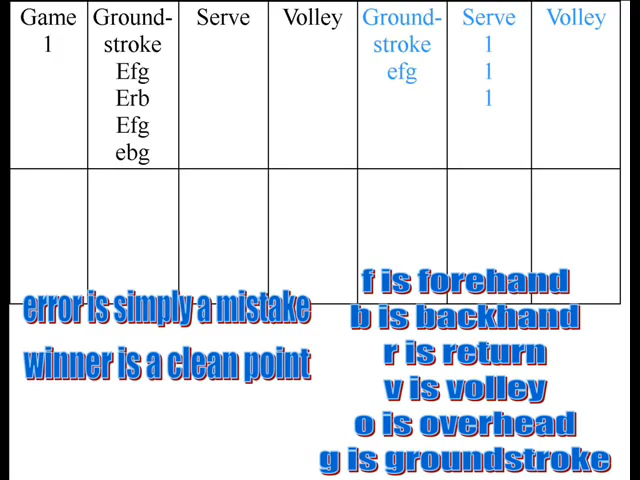 Game
1
Ground-
stroke
Efg
Erb
Efg
ebg
Serve
Volley
Ground-
stroke
efg
Serve
1
1
1
Volley
error is simply a mistake
winner is a clean point
f is forehand
b is backhand
r is return
v is volley
o is overhead
g is groundstroke